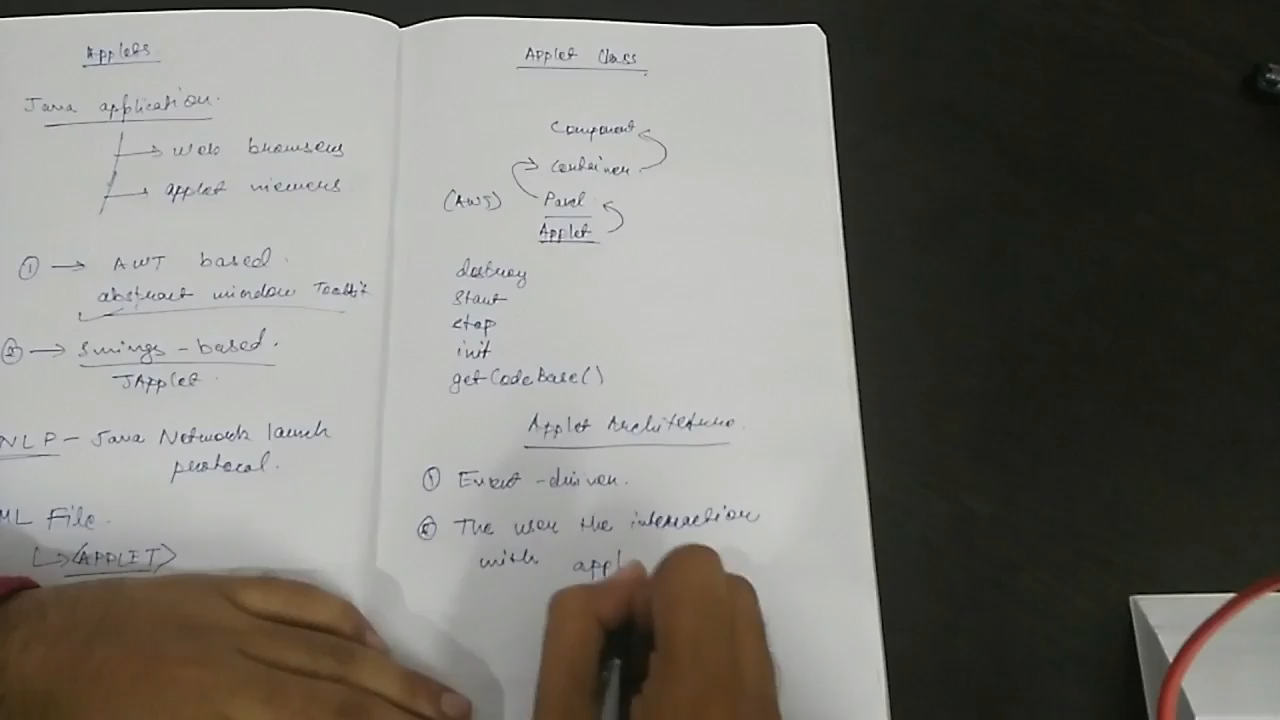 Applets
Java application.
web browsers
applet viewers
① → AWT based.
abstract window Toolkit
② → Swings - based.
JApplet.
NLP - Java Network launch
protocol.
ML File.
<APPLET>
Applet Class
Component
Container
(AWT) Panel
Applet
destroy
start
stop
init
getCodeBase()
Applet Architecture.
① Event - driven.
② The user the interaction
with appl